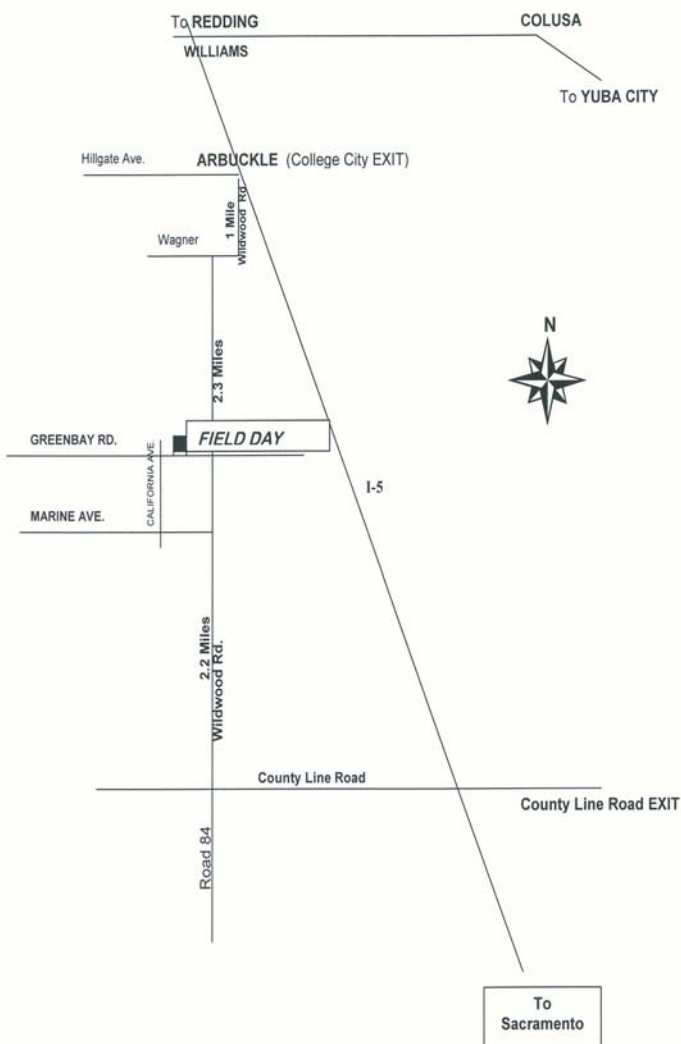 To REDDING
COLUSA
WILLIAMS
To YUBA CITY
Hillgate Ave.
ARBUCKLE (College City EXIT)
1 Mile
Wildwood Rd
Wagner
N
2.3 Miles
FIELD DAY
GREENBAY RD.
CALIFORNIA AVE.
I-5
MARINE AVE.
2.2 Miles
Wildwood Rd.
County Line Road
County Line Road EXIT
Road 84
To
Sacramento